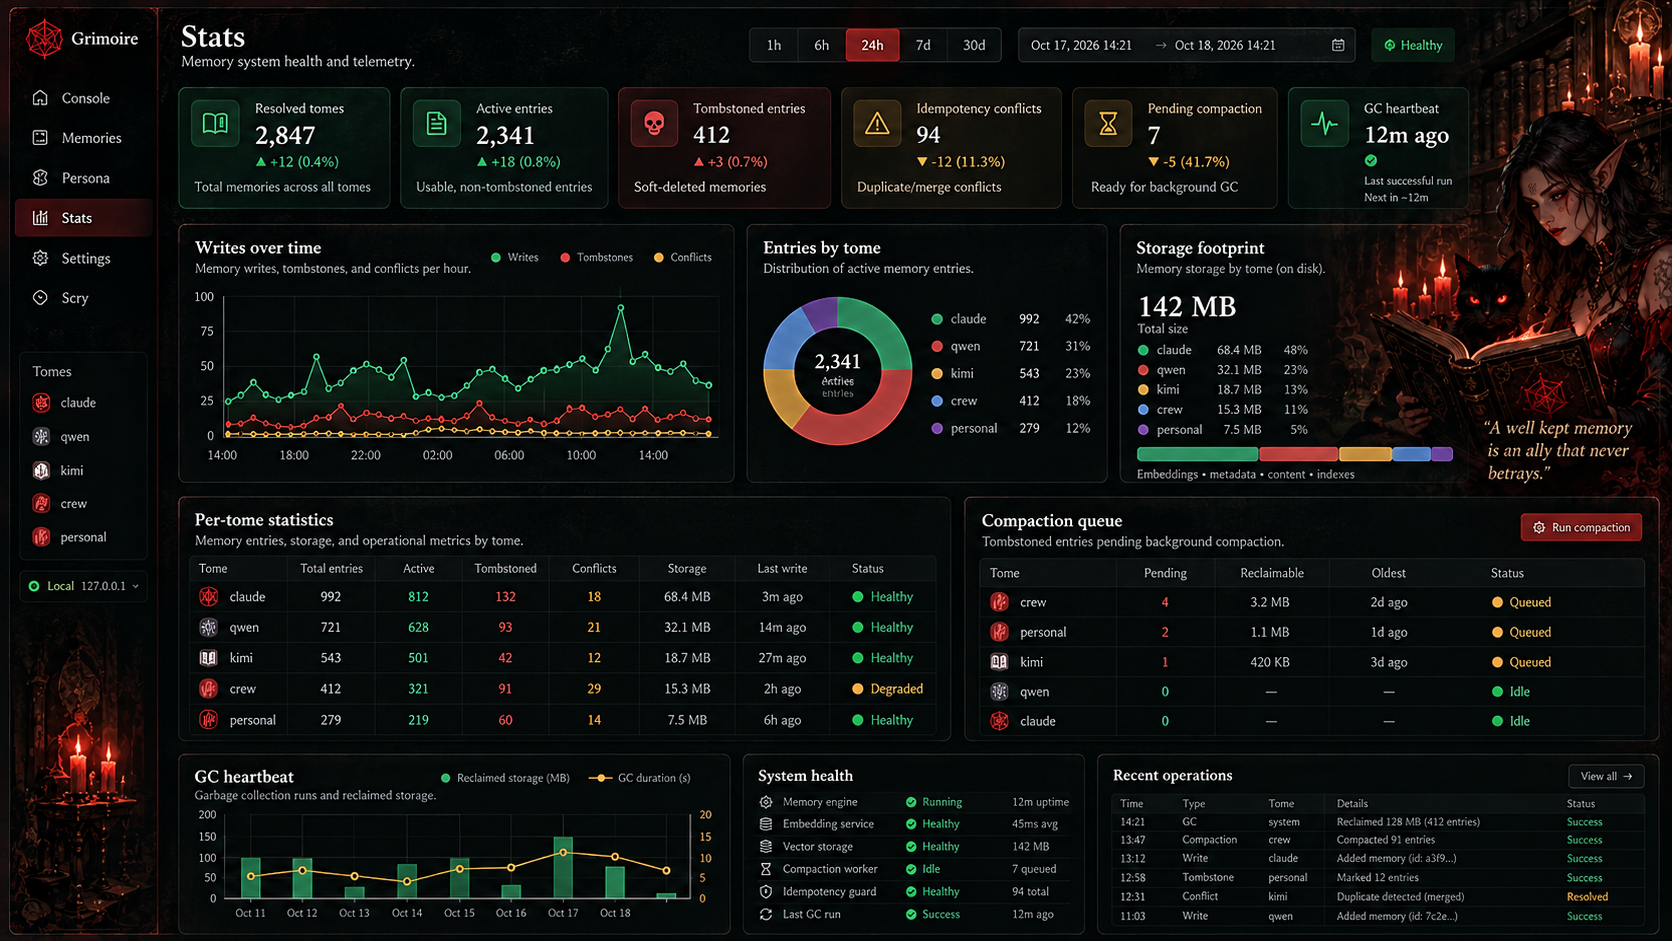 Grimoire
Console
Memories
Persona
Stats
Settings
Scry
Tomes
claude
qwen
kimi
crew
personal
Local 127.0.0.1
Stats
Memory system health and telemetry.
1h 6h 24h 7d 30d
Oct 17, 2026 14:21 → Oct 18, 2026 14:21
Healthy
Resolved tomes
2,847
▲ +12 (0.4%)
Total memories across all tomes
Active entries
2,341
▲ +18 (0.8%)
Usable, non-tombstoned entries
Tombstoned entries
412
▲ +3 (0.7%)
Soft-deleted memories
Idempotency conflicts
94
▼ -12 (11.3%)
Duplicate/merge conflicts
Pending compaction
7
▼ -5 (41.7%)
Ready for background GC
GC heartbeat
12m ago
Last successful run
Next in ~12m
Writes over time
Memory writes, tombstones, and conflicts per hour.
Writes Tombstones Conflicts
100
75
50
25
0
14:00 18:00 22:00 02:00 06:00 10:00 14:00
Entries by tome
Distribution of active memory entries.
2,341
entries
claude 992 42%
qwen 721 31%
kimi 543 23%
crew 412 18%
personal 279 12%
Storage footprint
Memory storage by tome (on disk).
142 MB
Total size
claude 68.4 MB 48%
qwen 32.1 MB 23%
kimi 18.7 MB 13%
crew 15.3 MB 11%
personal 7.5 MB 5%
Embeddings • metadata • content • indexes
“A well kept memory
is an ally that never
betrays.”
Per-tome statistics
Memory entries, storage, and operational metrics by tome.
Tome Total entries Active Tombstoned Conflicts Storage Last write Status
claude 992 812 132 18 68.4 MB 3m ago Healthy
qwen 721 628 93 21 32.1 MB 14m ago Healthy
kimi 543 501 42 12 18.7 MB 27m ago Healthy
crew 412 321 91 29 15.3 MB 2h ago Degraded
personal 279 219 60 14 7.5 MB 6h ago Healthy
Compaction queue
Tombstoned entries pending background compaction.
Run compaction
Tome Pending Reclaimable Oldest Status
crew 4 3.2 MB 2d ago Queued
personal 2 1.1 MB 1d ago Queued
kimi 1 420 KB 3d ago Queued
qwen 0 — — Idle
claude 0 — — Idle
GC heartbeat
Garbage collection runs and reclaimed storage.
Reclaimed storage (MB) GC duration (s)
200 20
150 15
100 10
50 5
0 0
Oct 11 Oct 12 Oct 13 Oct 14 Oct 15 Oct 16 Oct 17 Oct 18
System health
Memory engine Running 12m uptime
Embedding service Healthy 45ms avg
Vector storage Healthy 142 MB
Compaction worker Idle 7 queued
Idempotency guard Healthy 94 total
Last GC run Success 12m ago
Recent operations
View all →
Time Type Tome Details Status
14:21 GC system Reclaimed 128 MB (412 entries) Success
13:47 Compaction crew Compacted 91 entries Success
13:12 Write claude Added memory (id: a3f9...) Success
12:58 Tombstone personal Marked 12 entries Success
12:31 Conflict kimi Duplicate detected (merged) Resolved
11:03 Write qwen Added memory (id: 7c2e...) Success